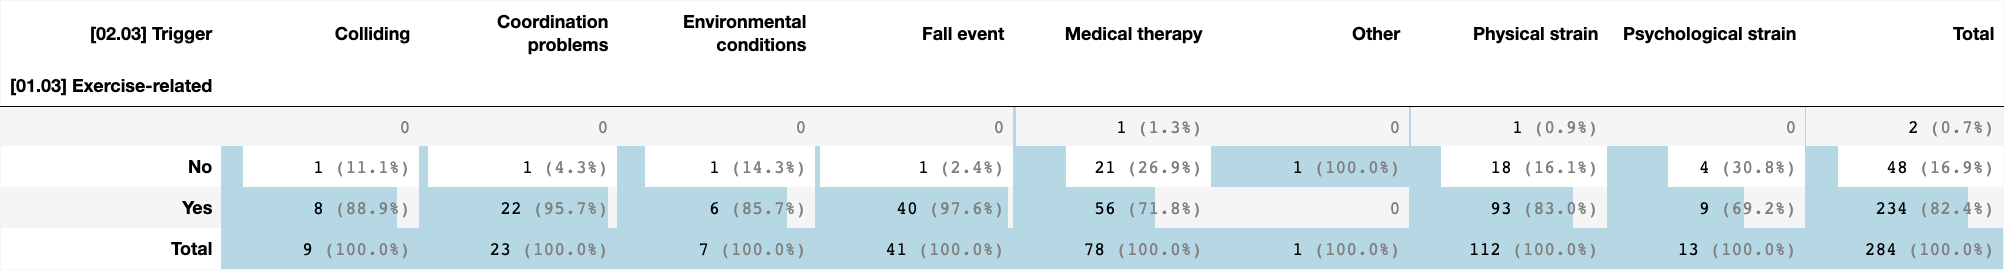 [02.03] Trigger Colliding Coordination problems Environmental conditions Fall event Medical therapy Other Physical strain Psychological strain Total
[01.03] Exercise-related
0 0 0 0 1 (1.3%) 0 1 (0.9%) 0 2 (0.7%)
No 1 (11.1%) 1 (4.3%) 1 (14.3%) 1 (2.4%) 21 (26.9%) 1 (100.0%) 18 (16.1%) 4 (30.8%) 48 (16.9%)
Yes 8 (88.9%) 22 (95.7%) 6 (85.7%) 40 (97.6%) 56 (71.8%) 0 93 (83.0%) 9 (69.2%) 234 (82.4%)
Total 9 (100.0%) 23 (100.0%) 7 (100.0%) 41 (100.0%) 78 (100.0%) 1 (100.0%) 112 (100.0%) 13 (100.0%) 284 (100.0%)